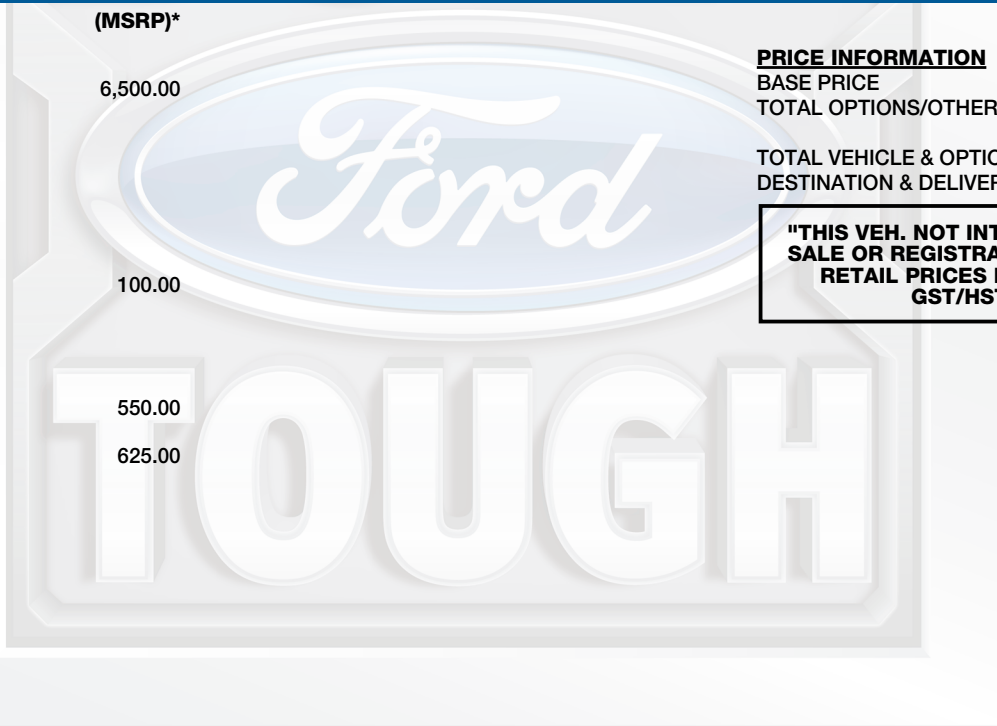 (MSRP)*
6,500.00
100.00
550.00
625.00
PRICE INFORMATION
BASE PRICE
TOTAL OPTIONS/OTHER
TOTAL VEHICLE & OPTIO
DESTINATION & DELIVER
"THIS VEH. NOT INT
SALE OR REGISTRA
RETAIL PRICES
GST/HST
Ford
TOUGH